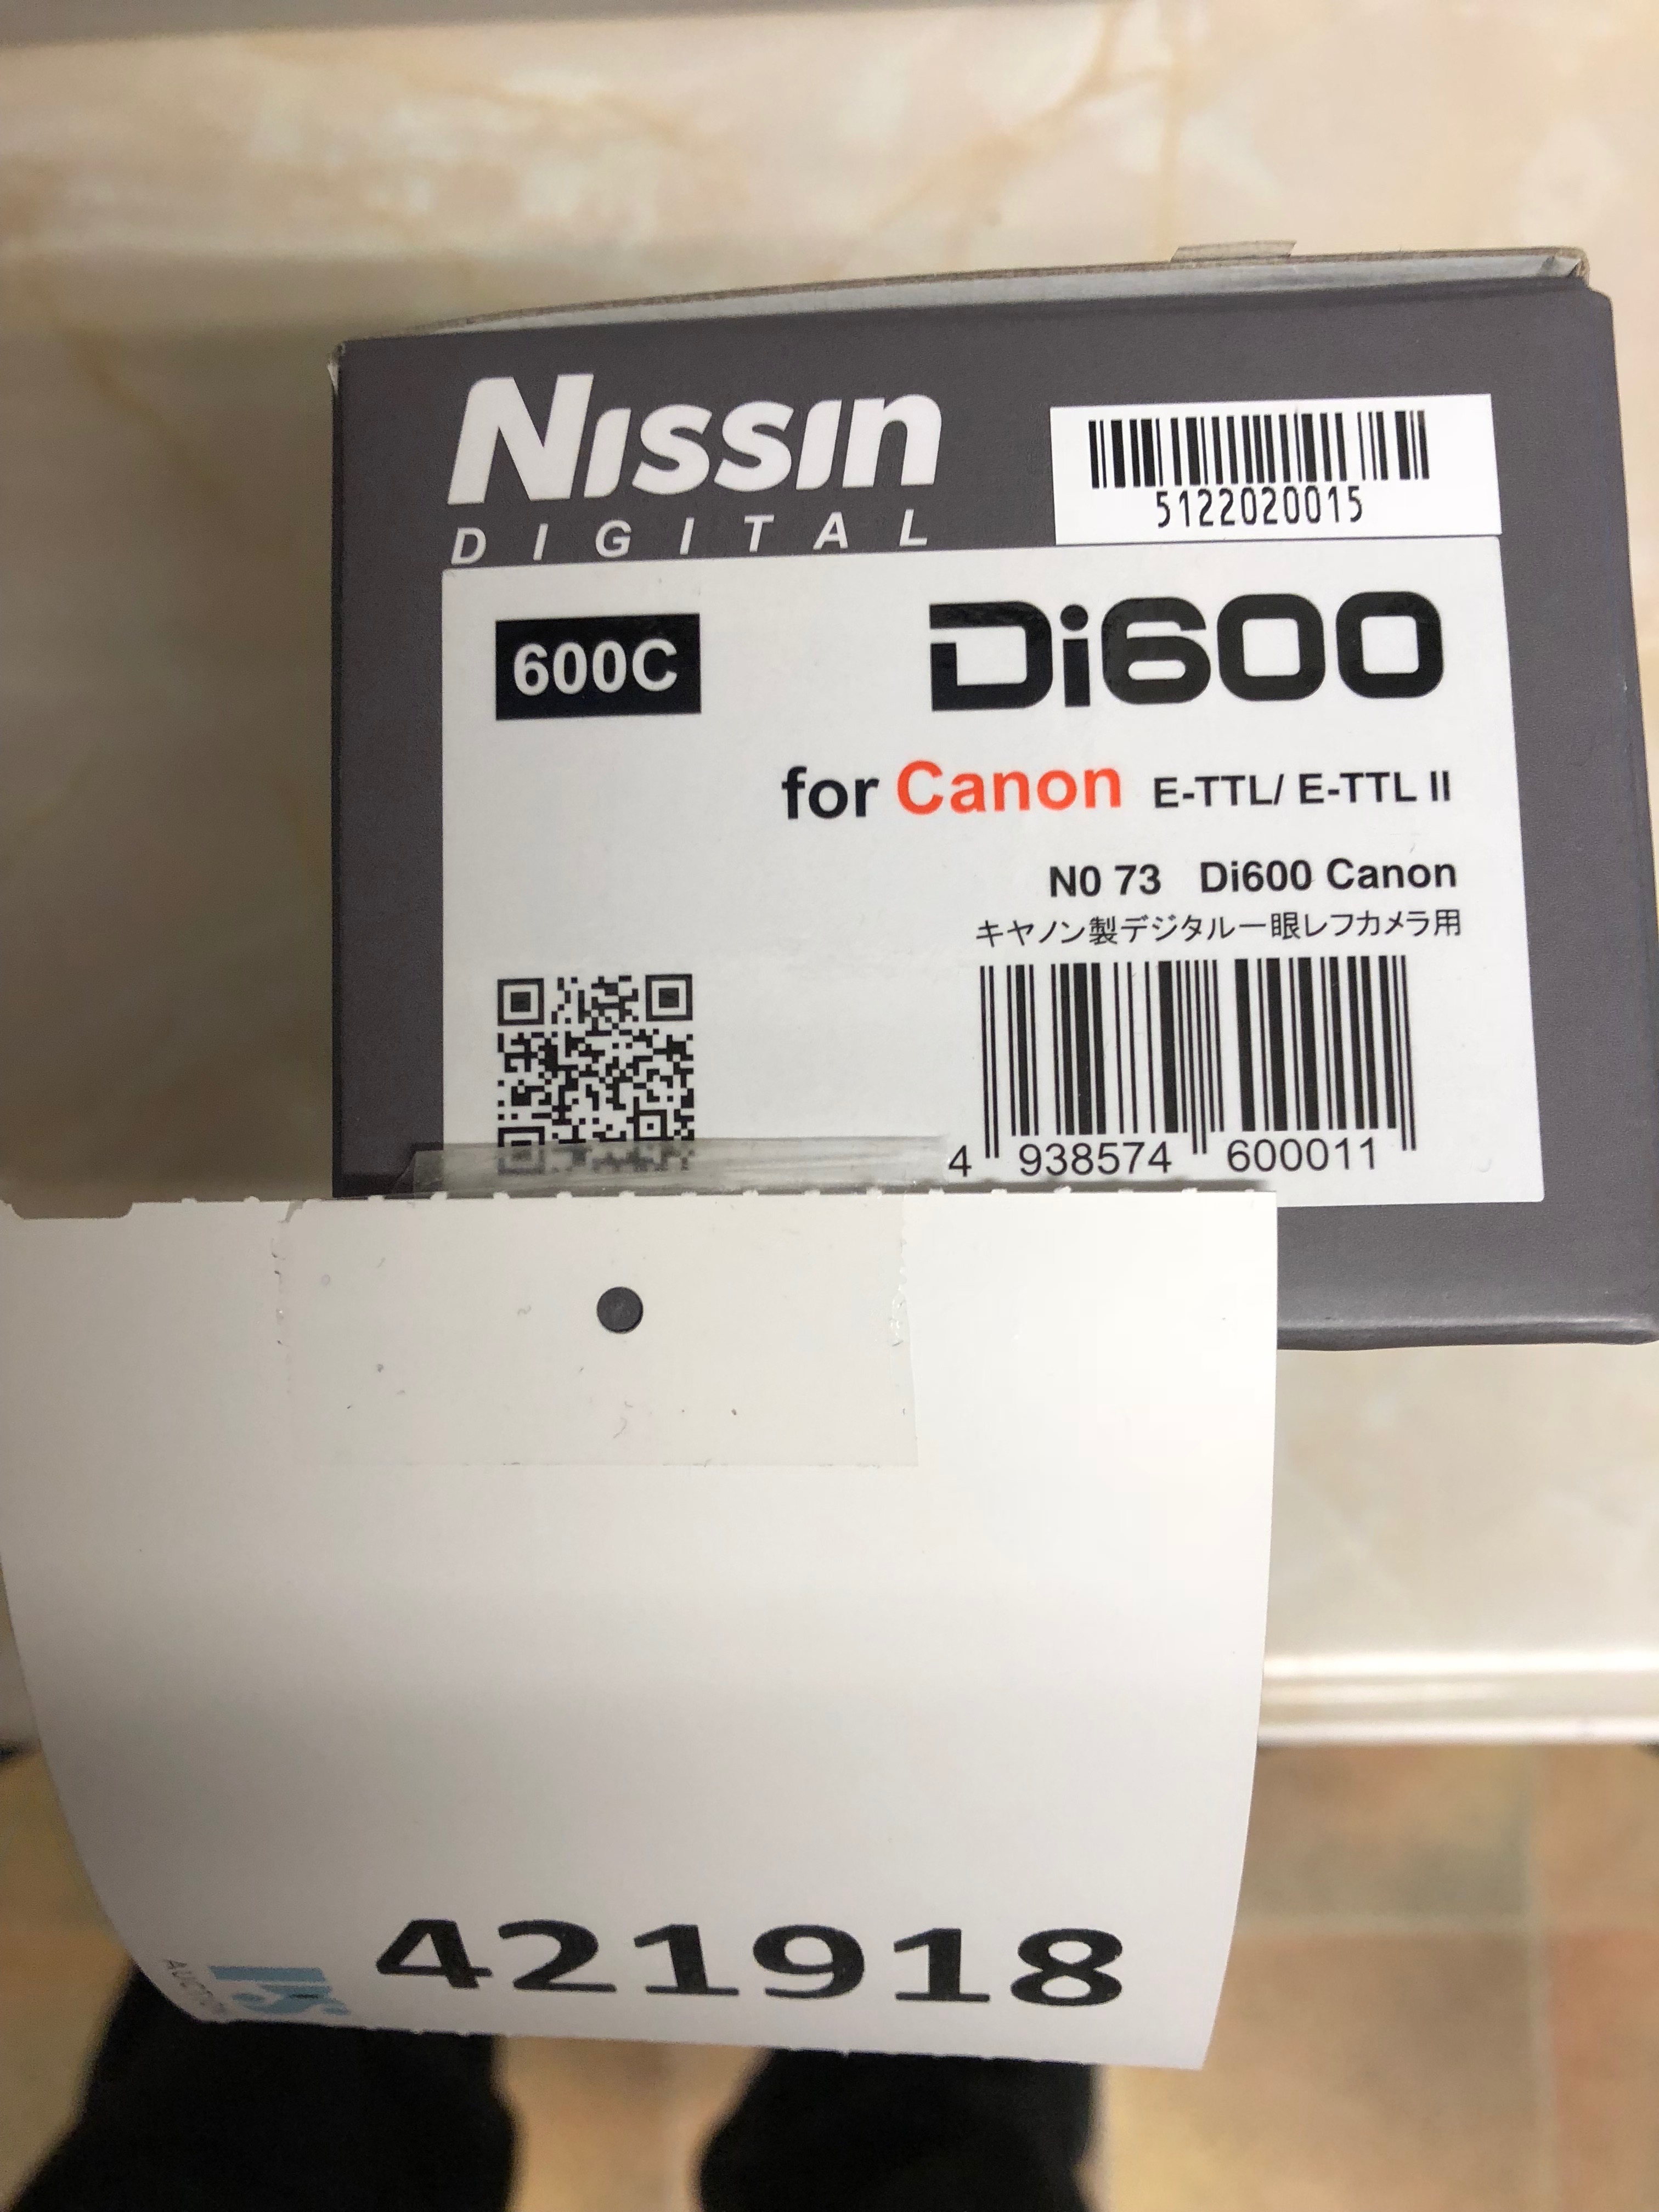 Nissin
DIGITAL
5122020015
600C
Di600
for Canon E-TTL/ E-TTL II
N0 73 Di600 Canon
キヤノン製デジタル一眼レフカメラ用
4 938574 600011
421918